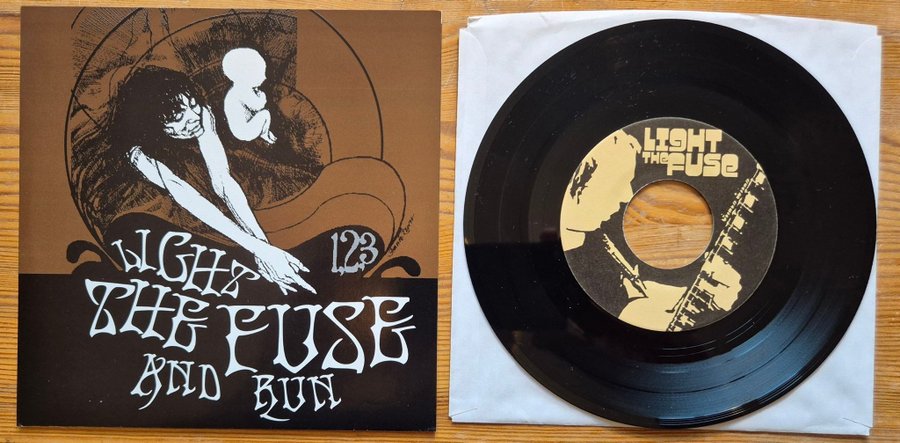 123
LIGHT
THE FUSE
AND RUN
LIGHT
THE FUSE